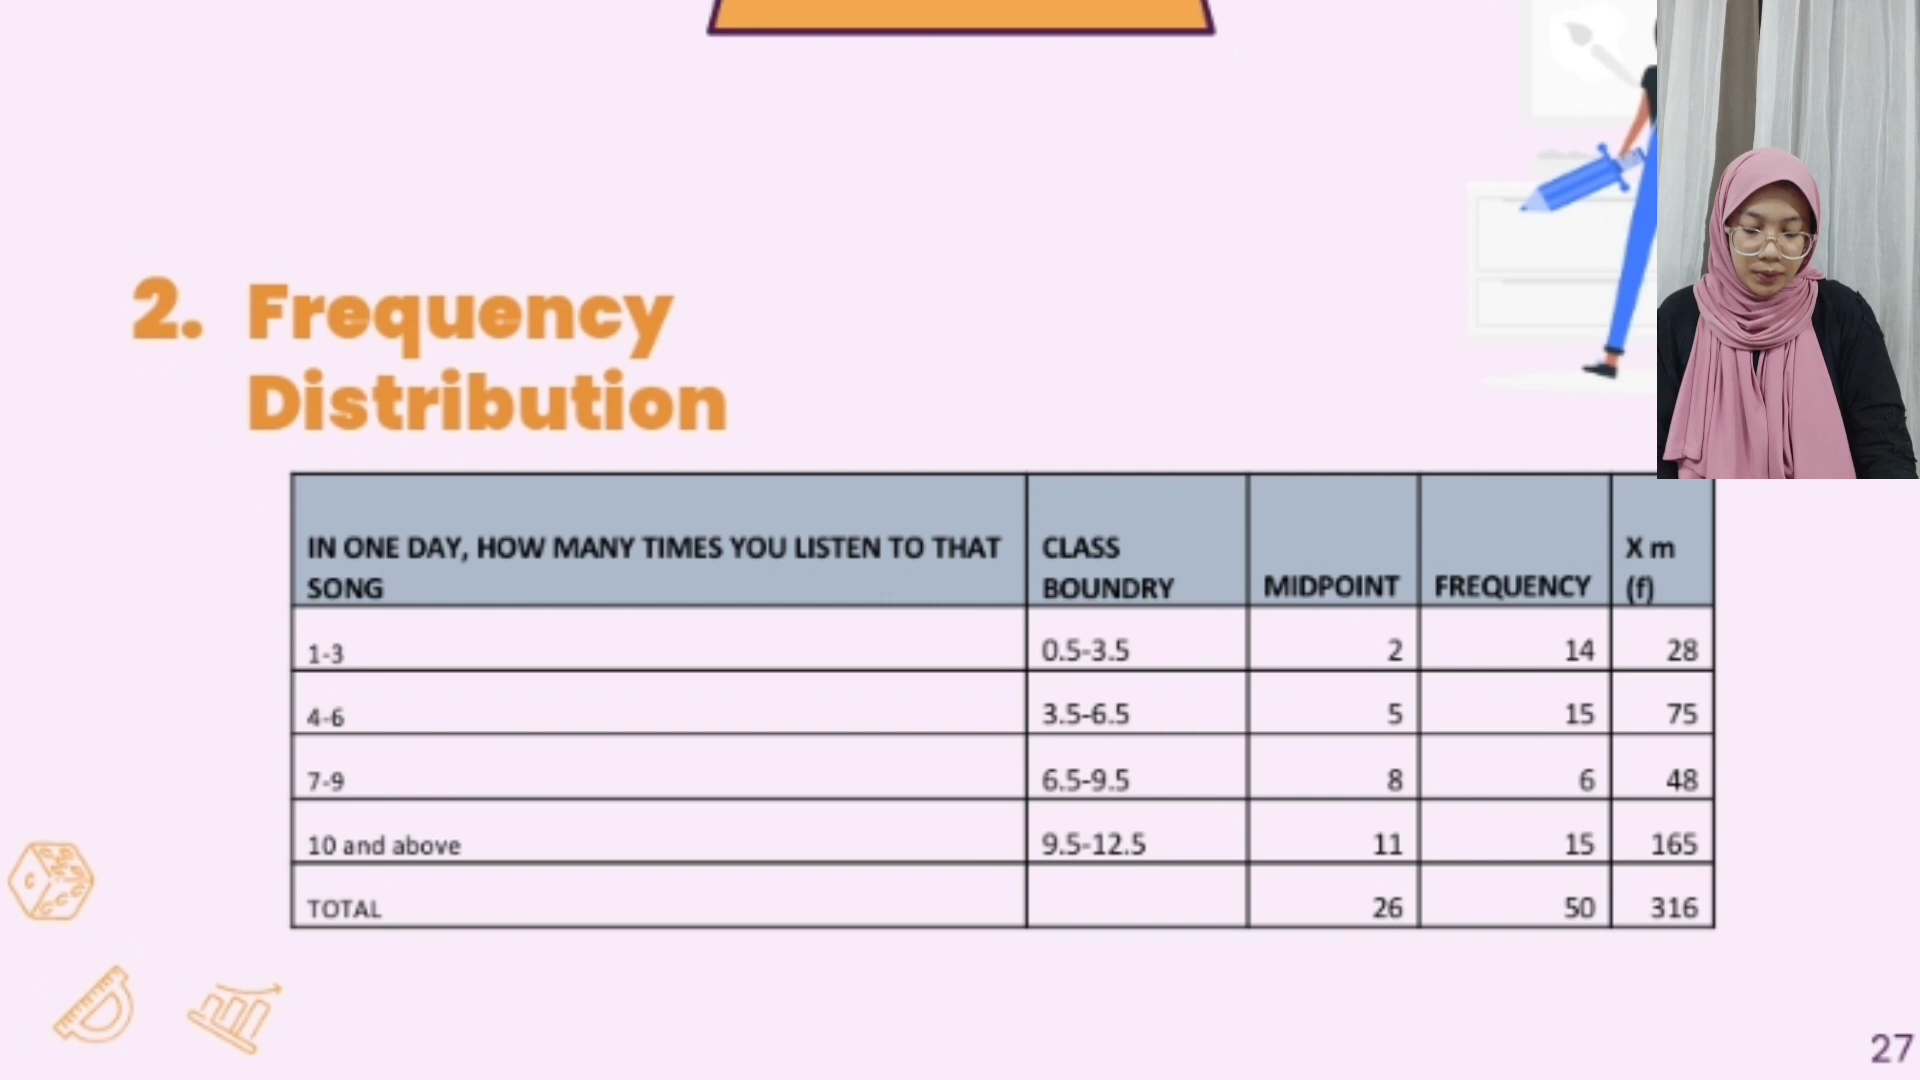 2. Frequency
Distribution
IN ONE DAY, HOW MANY TIMES YOU LISTEN TO THAT SONG CLASS BOUNDRY MIDPOINT FREQUENCY X m (f)
1-3 0.5-3.5 2 14 28
4-6 3.5-6.5 5 15 75
7-9 6.5-9.5 8 6 48
10 and above 9.5-12.5 11 15 165
TOTAL 26 50 316
27